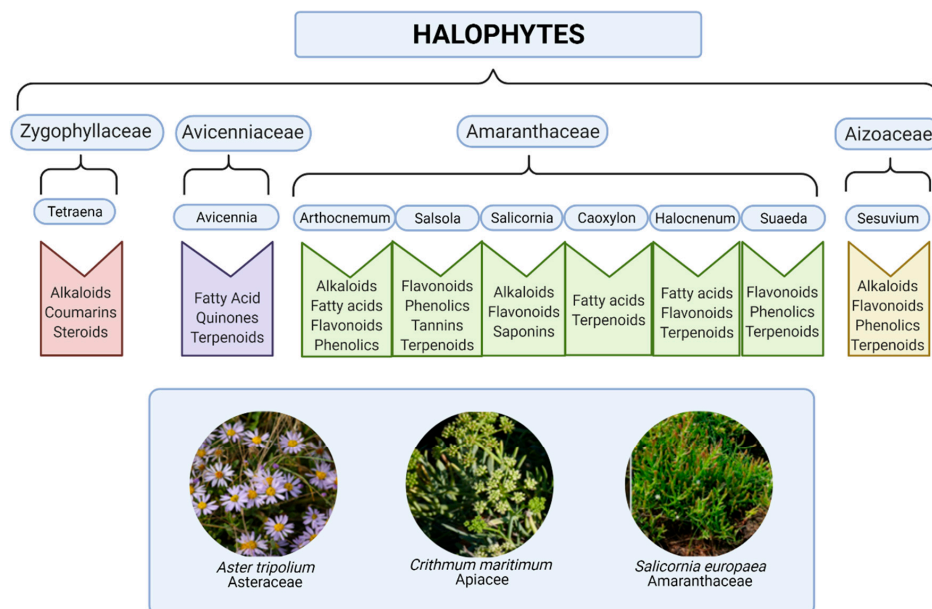 HALOPHYTES
Zygophyllaceae
Avicenniaceae
Amaranthaceae
Aizoaceae
Tetraena
Avicennia
Arthocnemum
Salsola
Salicornia
Caoxylon
Halocnenum
Suaeda
Sesuvium
Alkaloids
Coumarins
Steroids
Fatty Acid
Quinones
Terpenoids
Alkaloids
Fatty acids
Flavonoids
Phenolics
Flavonoids
Phenolics
Tannins
Terpenoids
Alkaloids
Flavonoids
Saponins
Fatty acids
Terpenoids
Fatty acids
Flavonoids
Terpenoids
Flavonoids
Phenolics
Terpenoids
Alkaloids
Flavonoids
Phenolics
Terpenoids
Aster tripolium
Asteraceae
Crithmum maritimum
Apiacee
Salicornia europaea
Amaranthaceae